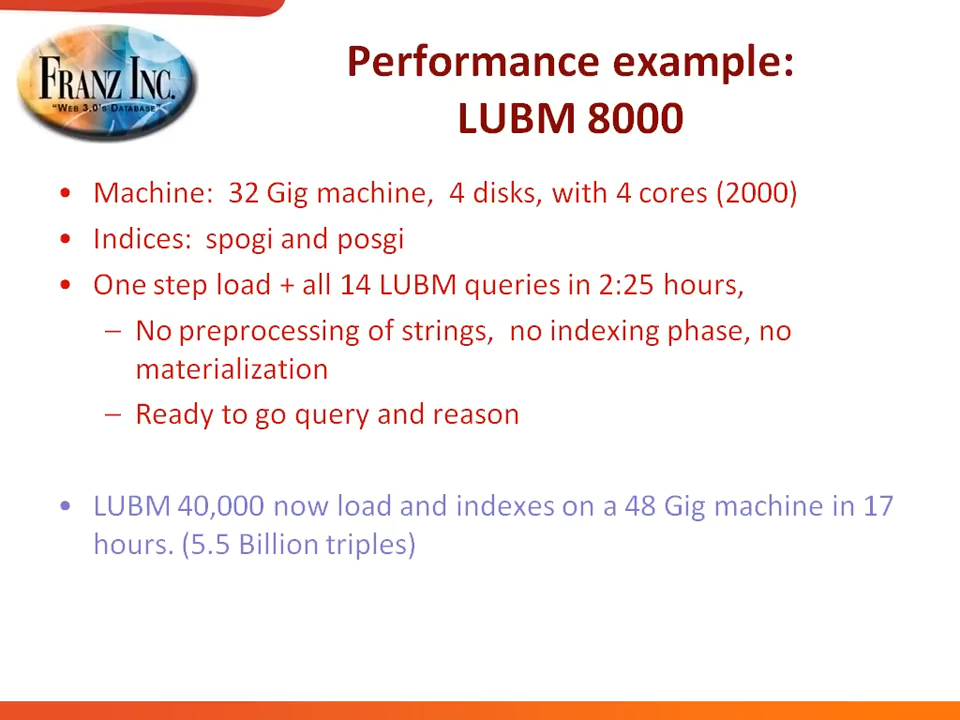 FRANZ INC.
"WEB 3.0'S DATABASE"
Performance example:
LUBM 8000
• Machine: 32 Gig machine, 4 disks, with 4 cores (2000)
• Indices: spogi and posgi
• One step load + all 14 LUBM queries in 2:25 hours,
– No preprocessing of strings, no indexing phase, no
materialization
– Ready to go query and reason
• LUBM 40,000 now load and indexes on a 48 Gig machine in 17
hours. (5.5 Billion triples)